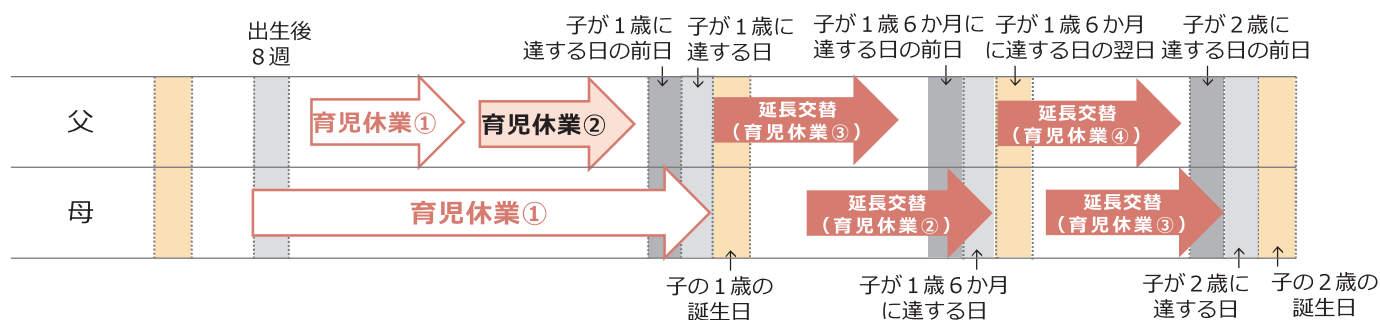 出生後
８週
子が１歳に
達する日の前日
子が１歳に
達する日
子が１歳６か月に
達する日の前日
子が１歳６か月
に達する日の翌日
子が２歳に
達する日の前日
父
育児休業①
育児休業②
延長交替
（育児休業③）
延長交替
（育児休業④）
母
育児休業①
延長交替
（育児休業②）
延長交替
（育児休業③）
子の１歳の
誕生日
子が１歳６か月
に達する日
子が２歳に
達する日
子の２歳の
誕生日